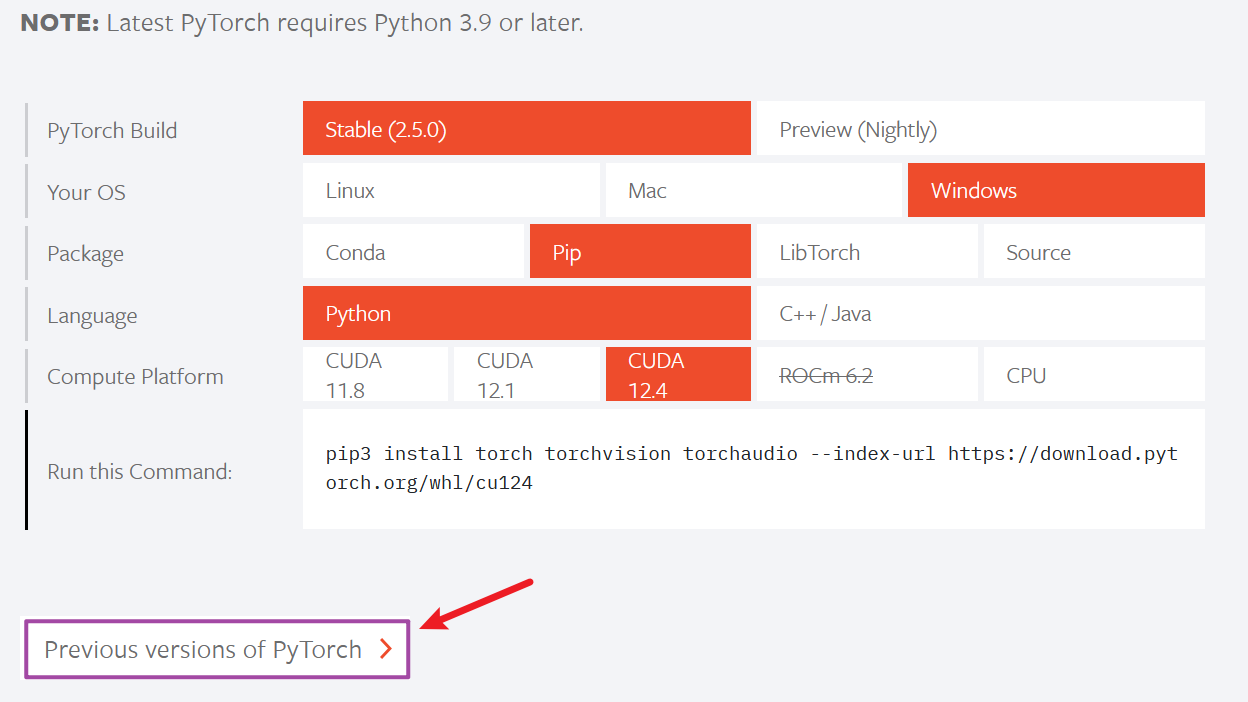 NOTE: Latest PyTorch requires Python 3.9 or later.
PyTorch Build
Stable (2.5.0)
Preview (Nightly)
Your OS
Linux
Mac
Windows
Package
Conda
Pip
LibTorch
Source
Language
Python
C++ / Java
Compute Platform
CUDA
11.8
CUDA
12.1
CUDA
12.4
ROCm 6.2
CPU
Run this Command:
pip3 install torch torchvision torchaudio --index-url https://download.pyt
orch.org/whl/cu124
Previous versions of PyTorch